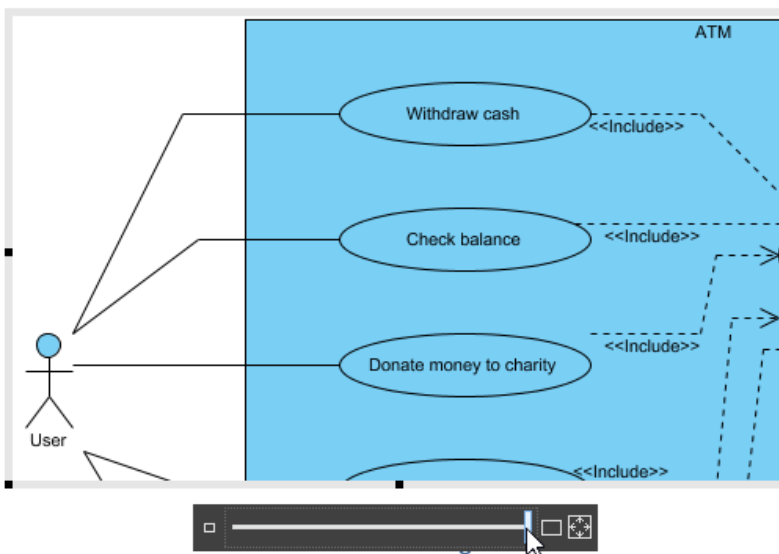 ATM
Withdraw cash
<<Include>>
Check balance
<<Include>>
Donate money to charity
<<Include>>
User
<<Include>>